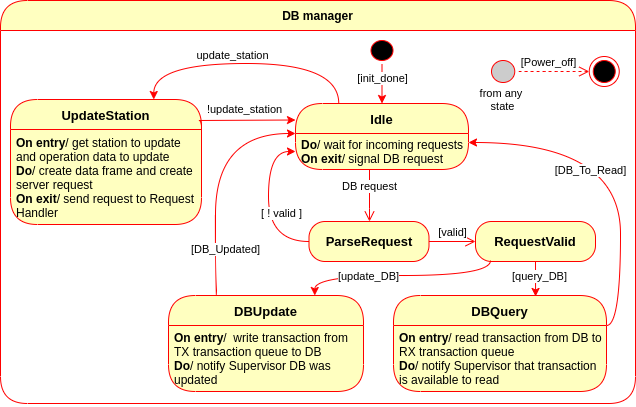 DB manager
update_station
[init_done]
[Power_off]
from any
state
UpdateStation
On entry/ get station to update
and operation data to update
Do/ create data frame and create
server request
On exit/ send request to Request
Handler
!update_station
Idle
Do/ wait for incoming requests
On exit/ signal DB request
[DB_To_Read]
DB request
[ ! valid ]
ParseRequest
[valid]
RequestValid
[DB_Updated]
[update_DB]
[query_DB]
DBUpdate
On entry/  write transaction from
TX transaction queue to DB
Do/ notify Supervisor DB was
updated
DBQuery
On entry/ read transaction from DB to
RX transaction queue
Do/ notify Supervisor that transaction
is available to read